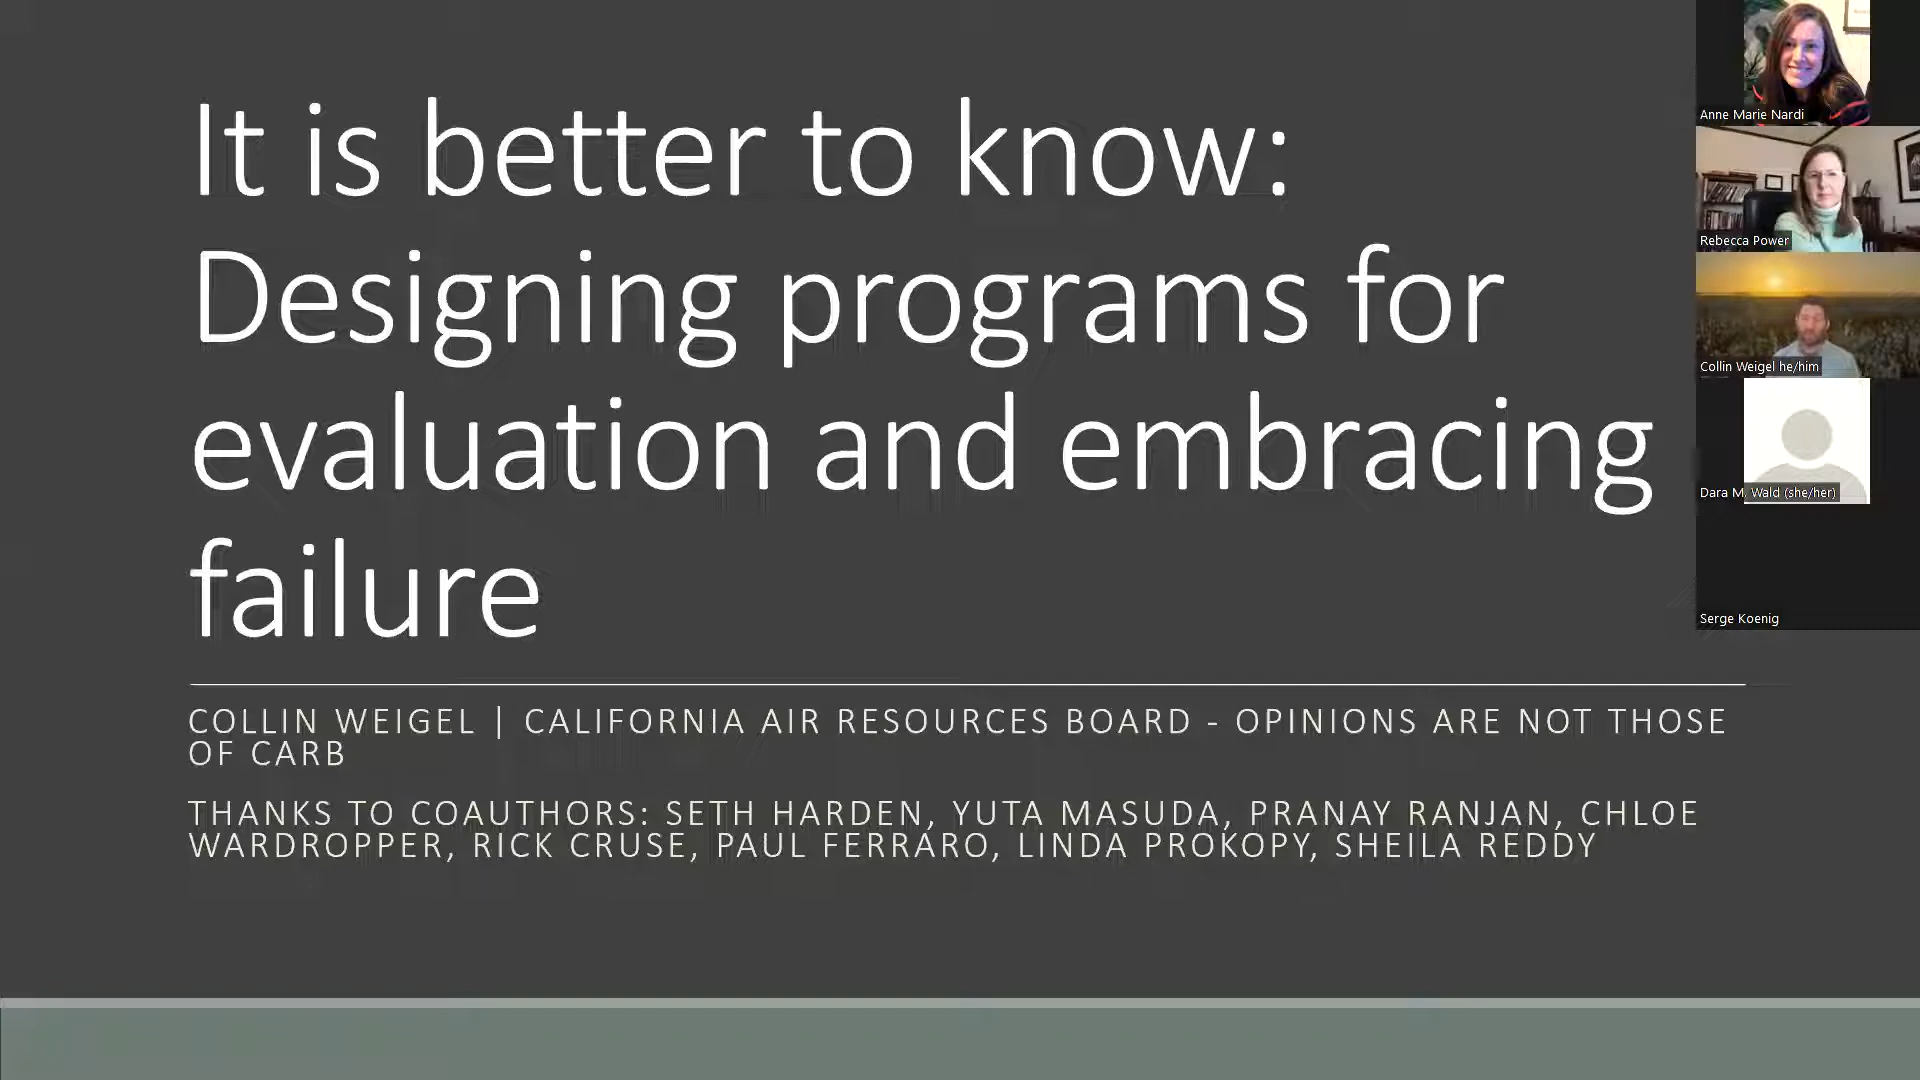 It is better to know:
Designing programs for
evaluation and embracing
failure
COLLIN WEIGEL | CALIFORNIA AIR RESOURCES BOARD - OPINIONS ARE NOT THOSE
OF CARB
THANKS TO COAUTHORS: SETH HARDEN, YUTA MASUDA, PRANAY RANJAN, CHLOE
WARDROPPER, RICK CRUSE, PAUL FERRARO, LINDA PROKOPY, SHEILA REDDY
Anne Marie Nardi
Rebecca Power
Collin Weigel he/him
Dara M. Wald (she/her)
Serge Koenig